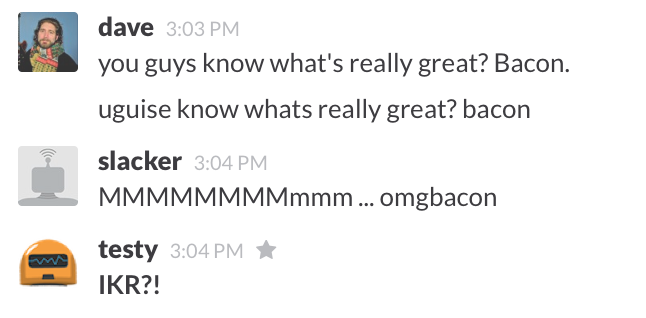 dave 3:03 PM
you guys know what's really great? Bacon.
uguise know whats really great? bacon
slacker 3:04 PM
MMMMMMMMmmm ... omgbacon
testy 3:04 PM
IKR?!